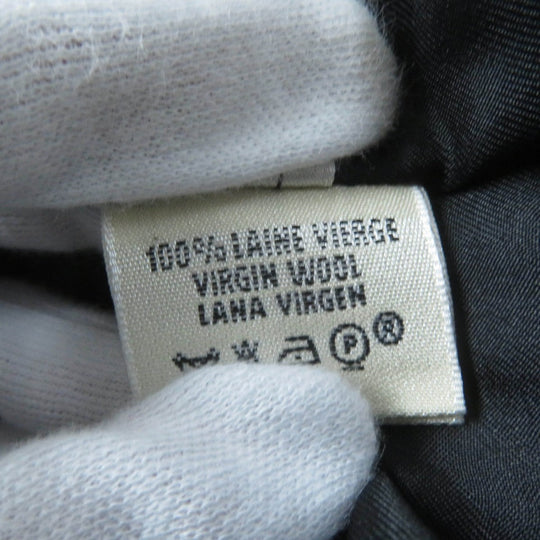 100% LAINE VIERGE
VIRGIN WOOL
LANA VIRGEN
P ®